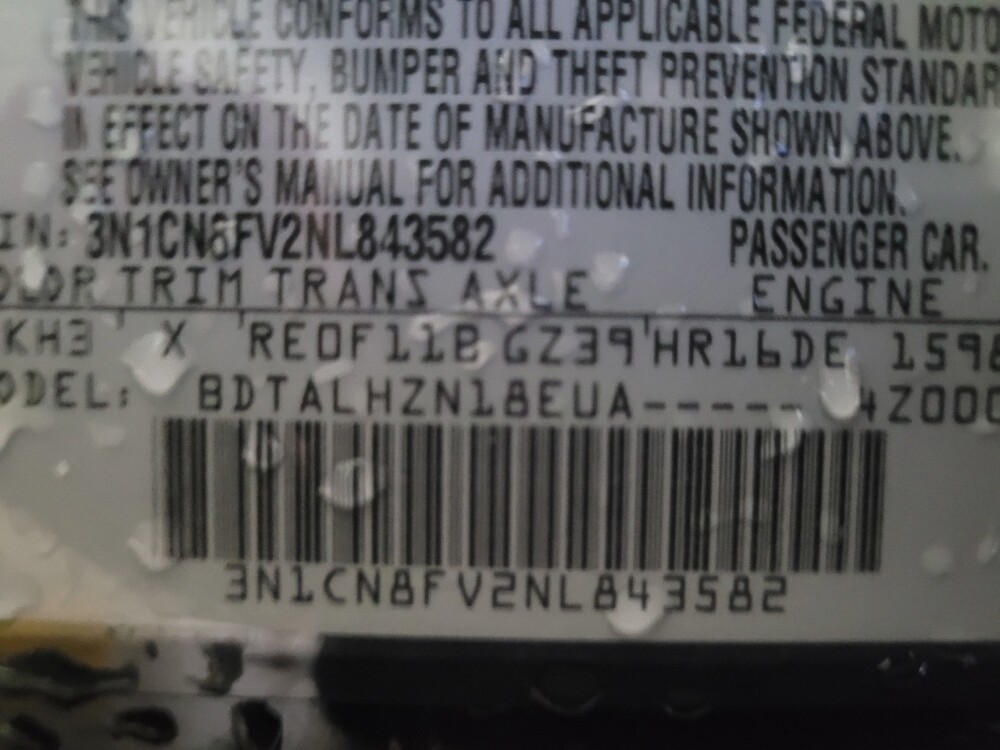 THIS VEHICLE CONFORMS TO ALL APPLICABLE FEDERAL MOTO
VEHICLE SAFETY, BUMPER AND THEFT PREVENTION STANDAR
IN EFFECT ON THE DATE OF MANUFACTURE SHOWN ABOVE.
SEE OWNER'S MANUAL FOR ADDITIONAL INFORMATION.
IN: 3N1CN8FV2NL843582 PASSENGER CAR.
OLOR TRIM TRANS AXLE ENGINE
KH3 X RE0F11B GZ39 HR16DE 1598
ODEL: BDTALHZN18EUA----- 4Z000
3N1CN8FV2NL843582